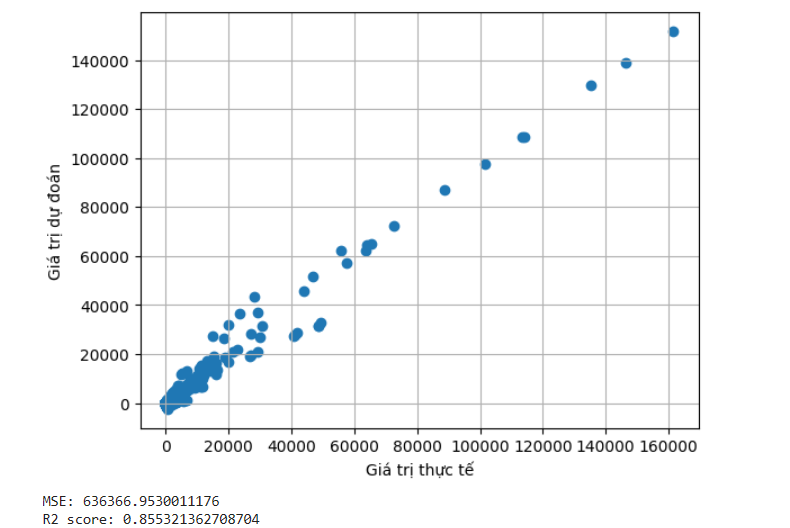 140000
120000
100000
80000
60000
40000
20000
0
Giá trị dự đoán
0 20000 40000 60000 80000 100000 120000 140000 160000
Giá trị thực tế
MSE: 636366.9530011176
R2 score: 0.855321362708704